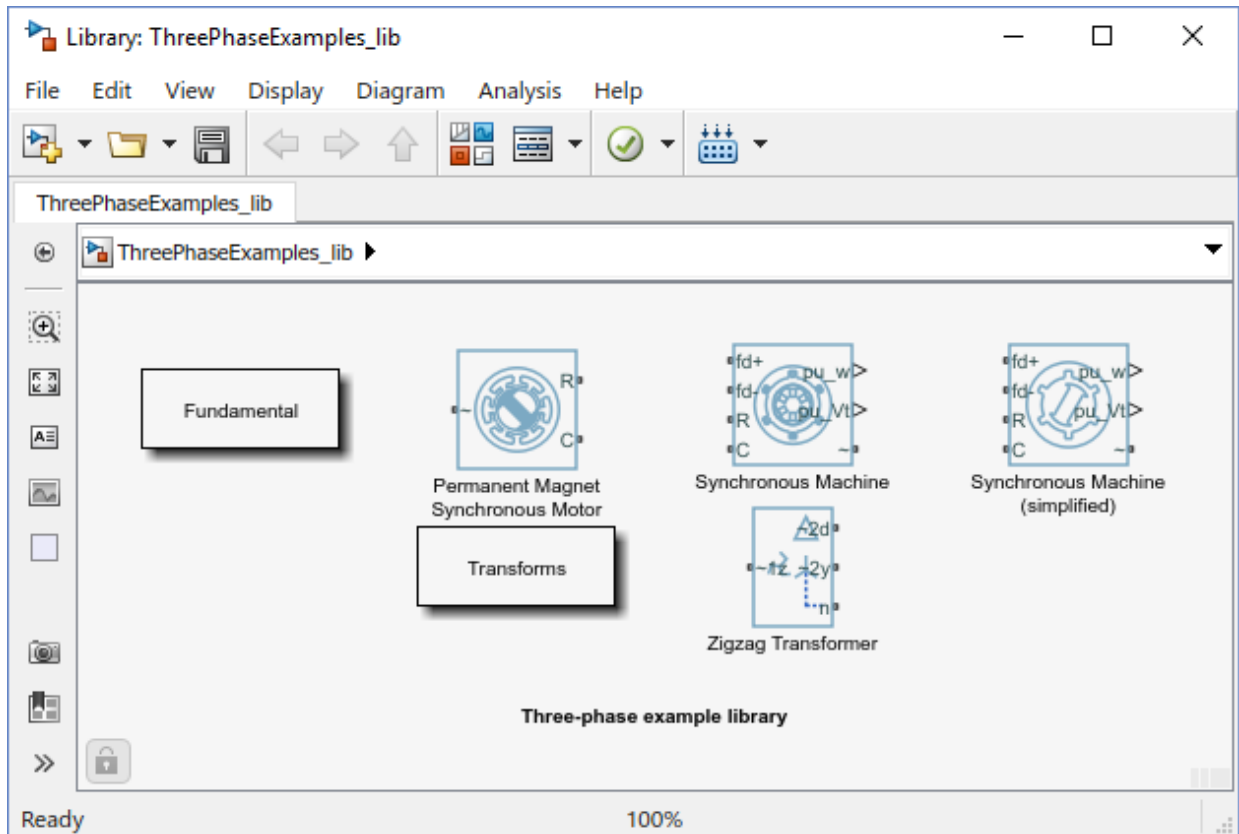 Library: ThreePhaseExamples_lib
File Edit View Display Diagram Analysis Help
ThreePhaseExamples_lib
ThreePhaseExamples_lib
Fundamental
~
R
C
Permanent Magnet
Synchronous Motor
fd+
pu_w
fd-
pu_Vt
R
C
~
Synchronous Machine
fd+
pu_w
fd-
pu_Vt
R
C
~
Synchronous Machine
(simplified)
Transforms
~2d
~1z
~2y
n
Zigzag Transformer
Three-phase example library
Ready
100%